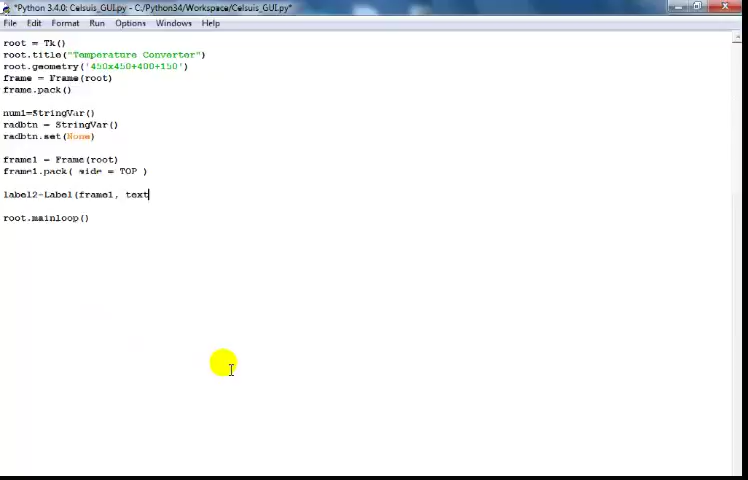 *Python 3.4.0: Celsuis_GUI.py - C:/Python34/Workspace/Celsuis_GUI.py*
File Edit Format Run Options Windows Help
root = Tk()
root.title("Temperature Convertor")
root.geometry('450x450+400+150')
frame = Frame(root)
frame.pack()
num1=StringVar()
radbtn = StringVar()
radbtn.set(None)
frame1 = Frame(root)
frame1.pack( side = TOP )
label2=Label(frame1, text
root.mainloop()